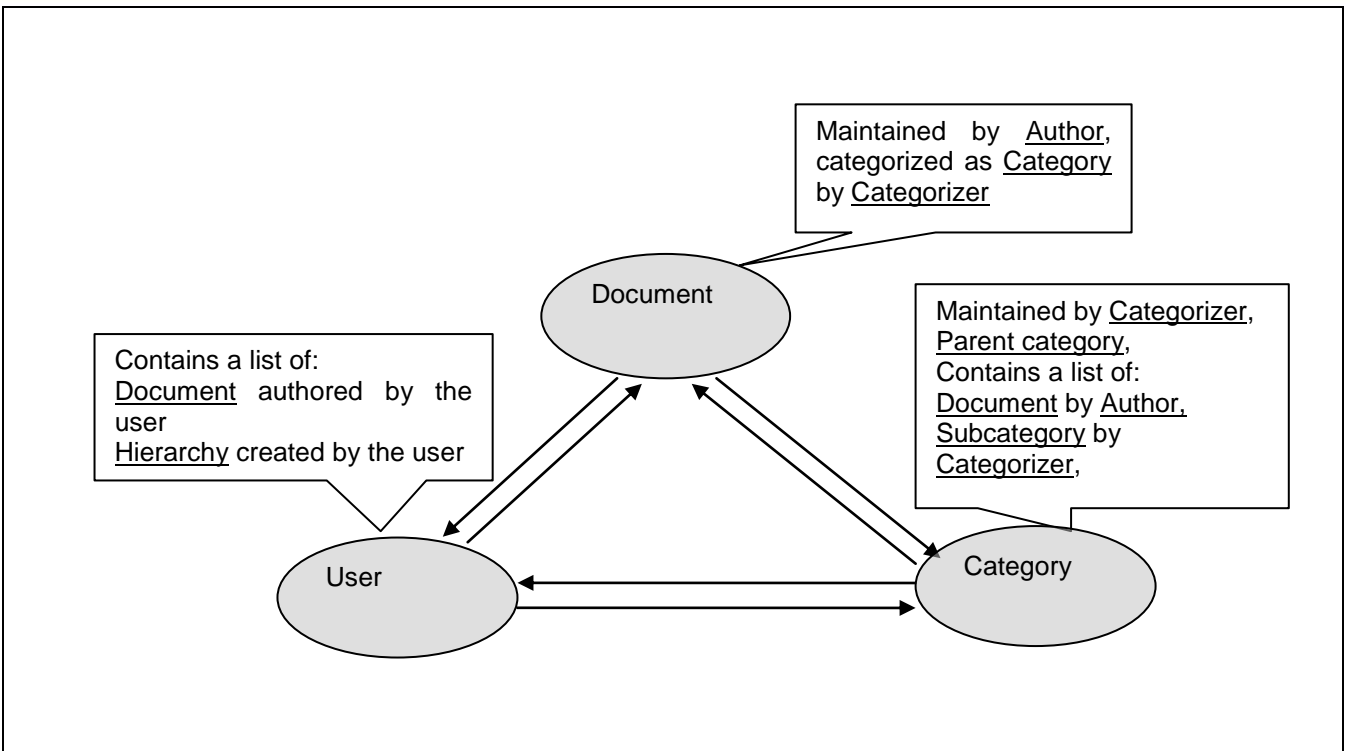 Maintained by Author,
categorized as Category
by Categorizer
Document
Maintained by Categorizer,
Parent category,
Contains a list of:
Document by Author,
Subcategory by
Categorizer,
Contains a list of:
Document authored by the
user
Hierarchy created by the user
User
Category